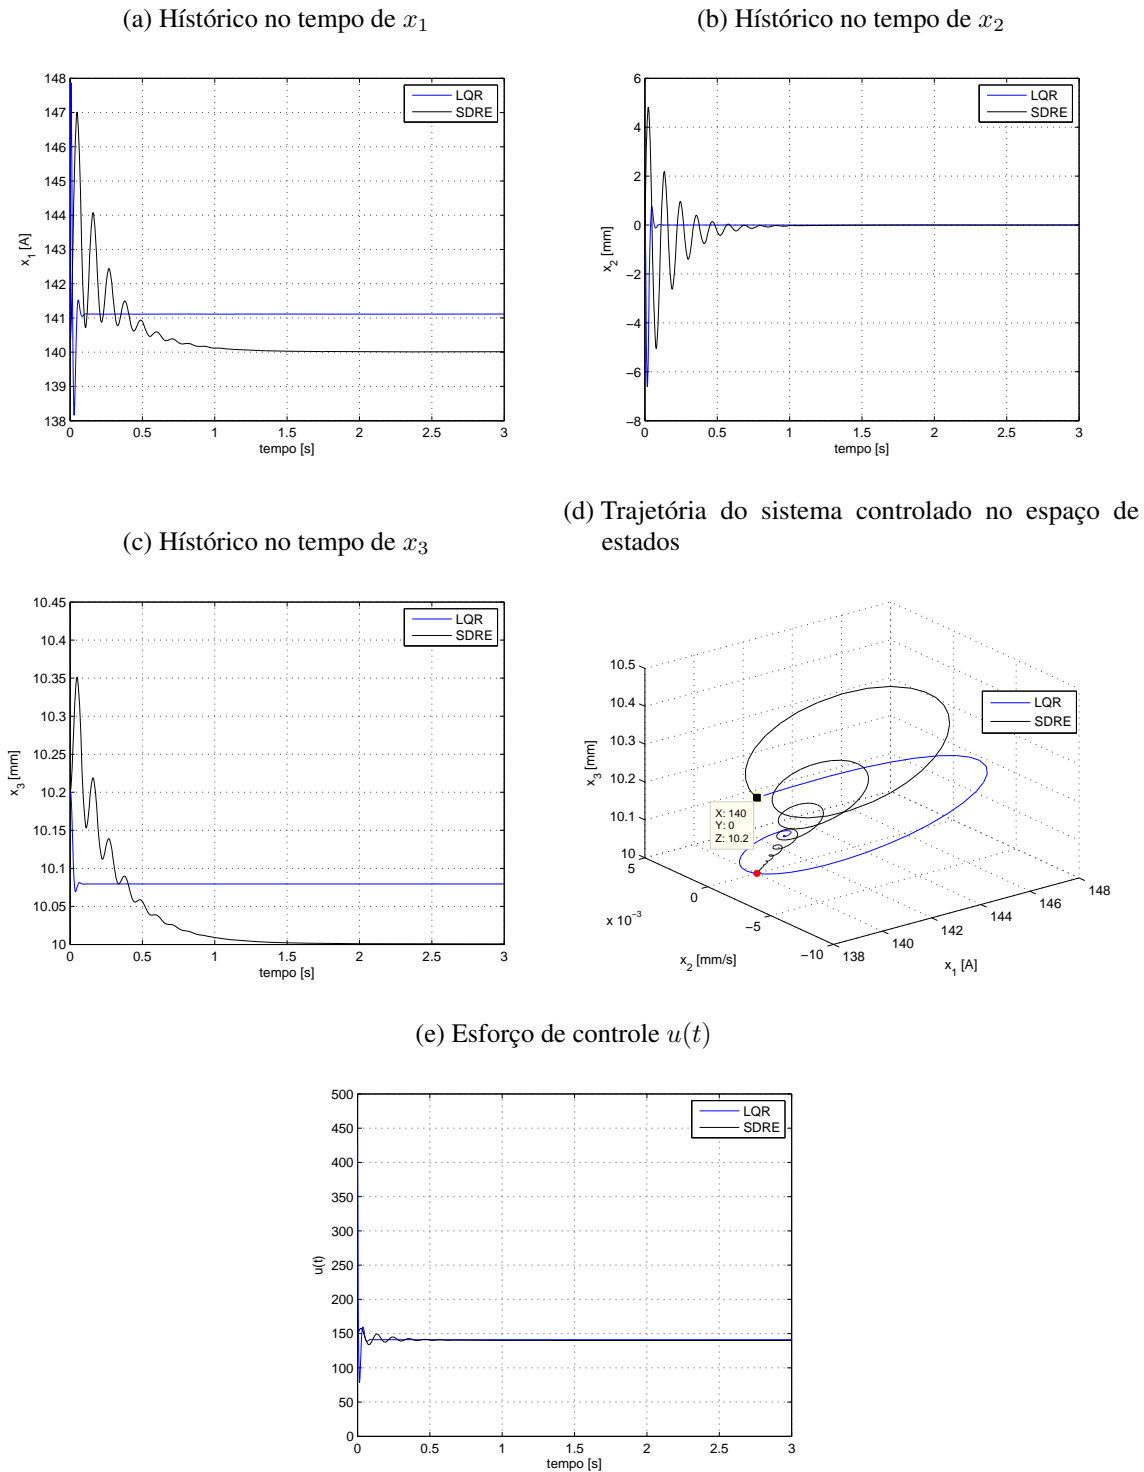 (a) Hístórico no tempo de x1
(b) Hístórico no tempo de x2
148
147
146
145
144
143
142
141
140
139
138
x1 [A]
LQR
SDRE
0 0.5 1 1.5 2 2.5 3
tempo [s]
6
4
2
0
−2
−4
−6
−8
x2 [mm]
LQR
SDRE
0 0.5 1 1.5 2 2.5 3
tempo [s]
(c) Hístórico no tempo de x3
(d) Trajetória do sistema controlado no espaço de
estados
10.45
10.4
10.35
10.3
10.25
10.2
10.15
10.1
10.05
10
x3 [mm]
LQR
SDRE
0 0.5 1 1.5 2 2.5 3
tempo [s]
10.5
10.4
10.3
10.2
10.1
10
x3 [mm]
LQR
SDRE
X: 140
Y: 0
Z: 10.2
5
0
−5
−10
x 10−3
x2 [mm/s]
138
140
142
144
146
148
x1 [A]
(e) Esforço de controle u(t)
500
450
400
350
300
250
200
150
100
50
0
u(t)
LQR
SDRE
0 0.5 1 1.5 2 2.5 3
tempo [s]